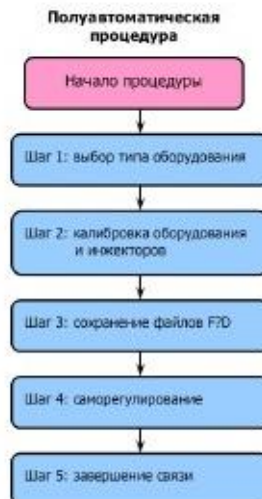 Полуавтоматическая
процедура
Начало процедуры
Шаг 1: выбор типа оборудования
Шаг 2: калибровка оборудования
и инжекторов
Шаг 3: сохранение файлов F?D
Шаг 4: саморегулирование
Шаг 5: завершение связи